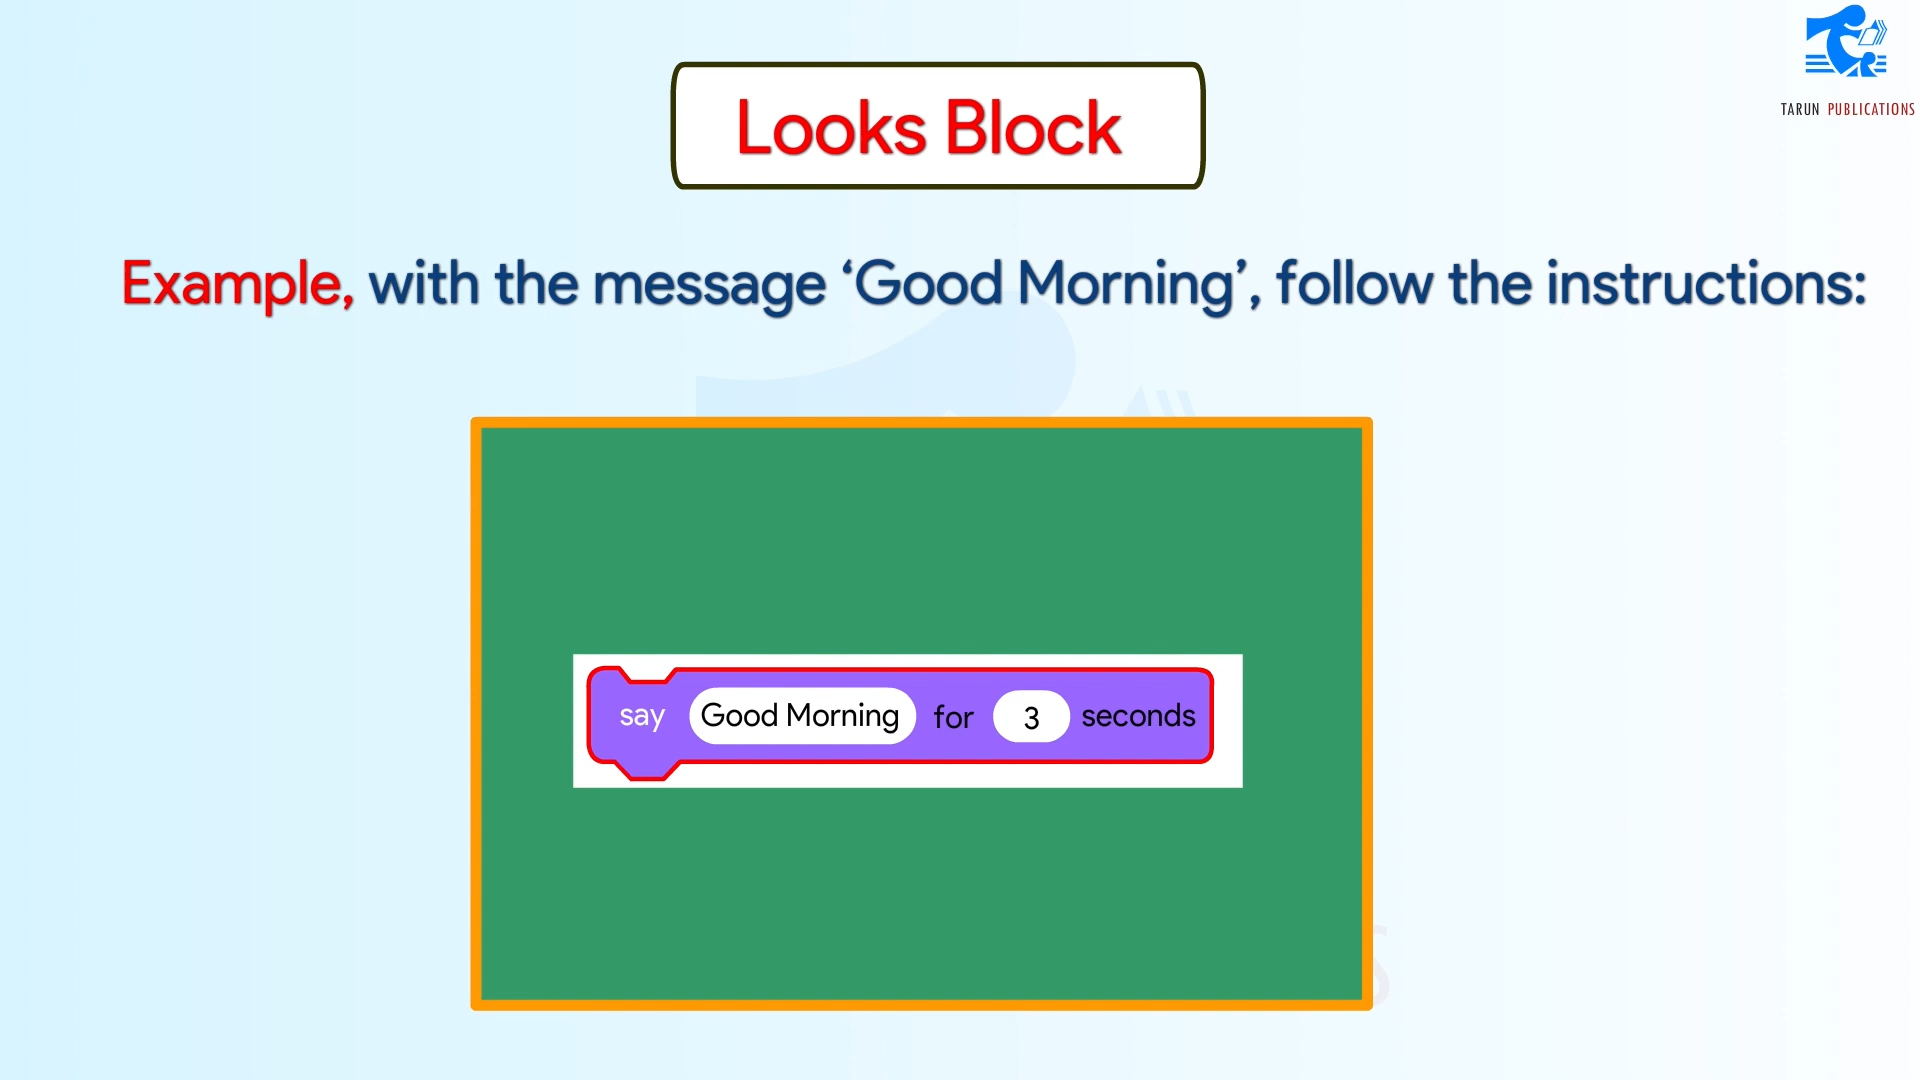 TARUN PUBLICATIONS
Looks Block
Example, with the message ‘Good Morning’, follow the instructions:
say Good Morning for 3 seconds